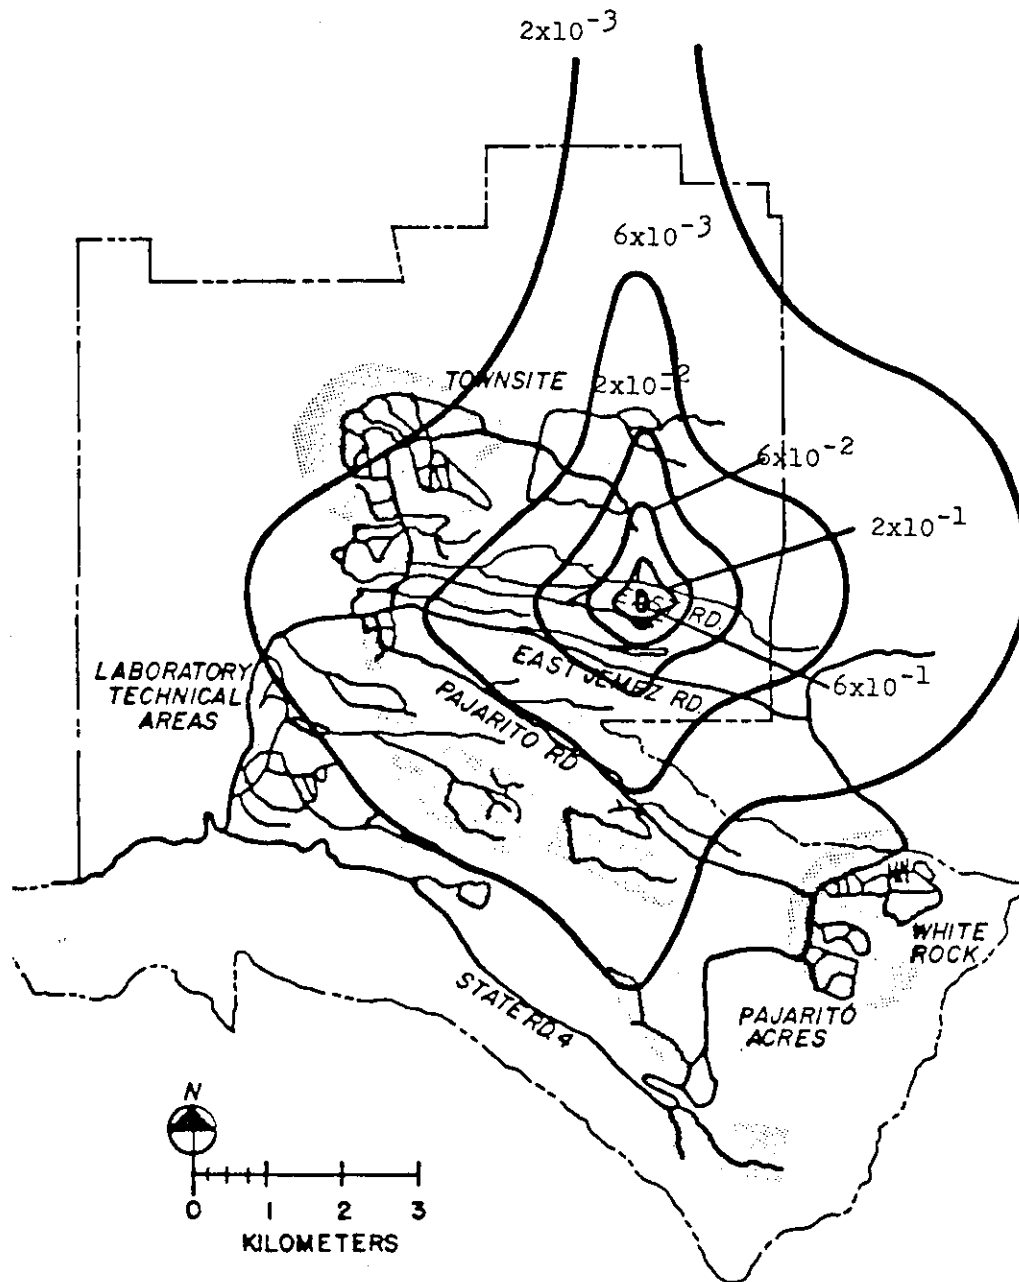 2x10⁻³
6x10⁻³
TOWNSITE
2x10⁻²
6x10⁻²
2x10⁻¹
EAST RD.
EAST JEMEZ RD.
6x10⁻¹
LABORATORY
TECHNICAL
AREAS
PAJARITO RD
WHITE
ROCK
STATE RD. 4
PAJARITO
ACRES
N
0 1 2 3
KILOMETERS